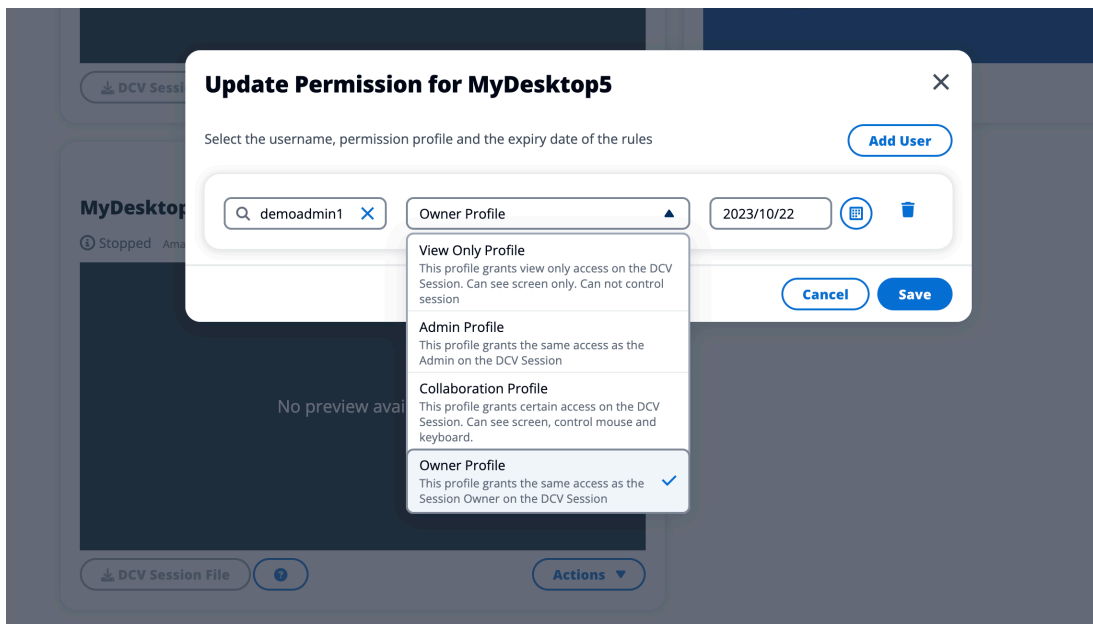 DCV Sessi
Update Permission for MyDesktop5
Select the username, permission profile and the expiry date of the rules
Add User
demoadmin1
Owner Profile
2023/10/22
View Only Profile
This profile grants view only access on the DCV
Session. Can see screen only. Can not control
session
Admin Profile
This profile grants the same access as the
Admin on the DCV Session
Collaboration Profile
This profile grants certain access on the DCV
Session. Can see screen, control mouse and
keyboard.
Owner Profile
This profile grants the same access as the
Session Owner on the DCV Session
Cancel
Save
MyDesktop
Stopped Ama
No preview avai
DCV Session File
?
Actions